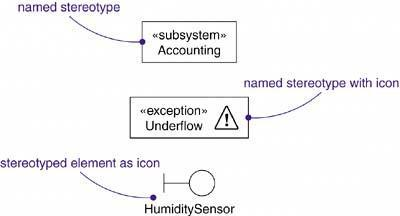 named stereotype
«subsystem»
Accounting
named stereotype with icon
«exception»
Underflow
!
stereotyped element as icon
HumiditySensor